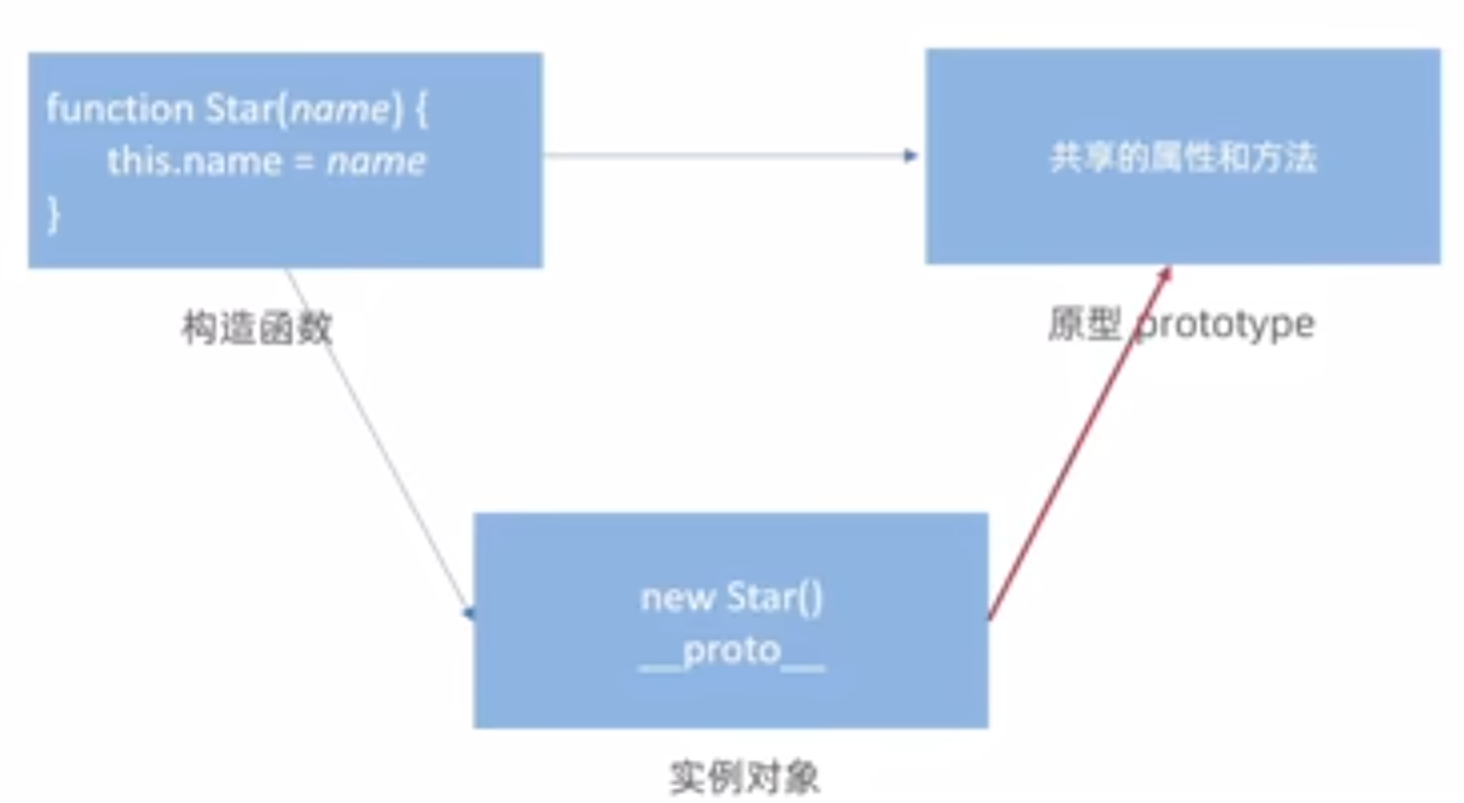 function Star(name) {
this.name = name
}
共享的属性和方法
构造函数
原型 prototype
new Star()
__proto__
实例对象